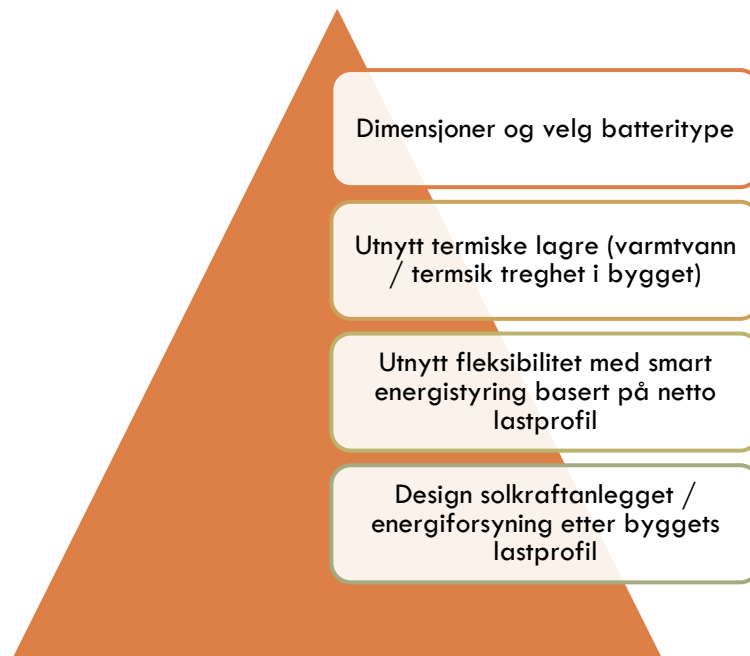 Dimensjoner og velg batteritype
Utnytt termiske lagre (varmtvann
/ termsik treghet i bygget)
Utnytt fleksibilitet med smart
energistyring basert på netto
lastprofil
Design solkraftanlegget /
energiforsyning etter byggets
lastprofil